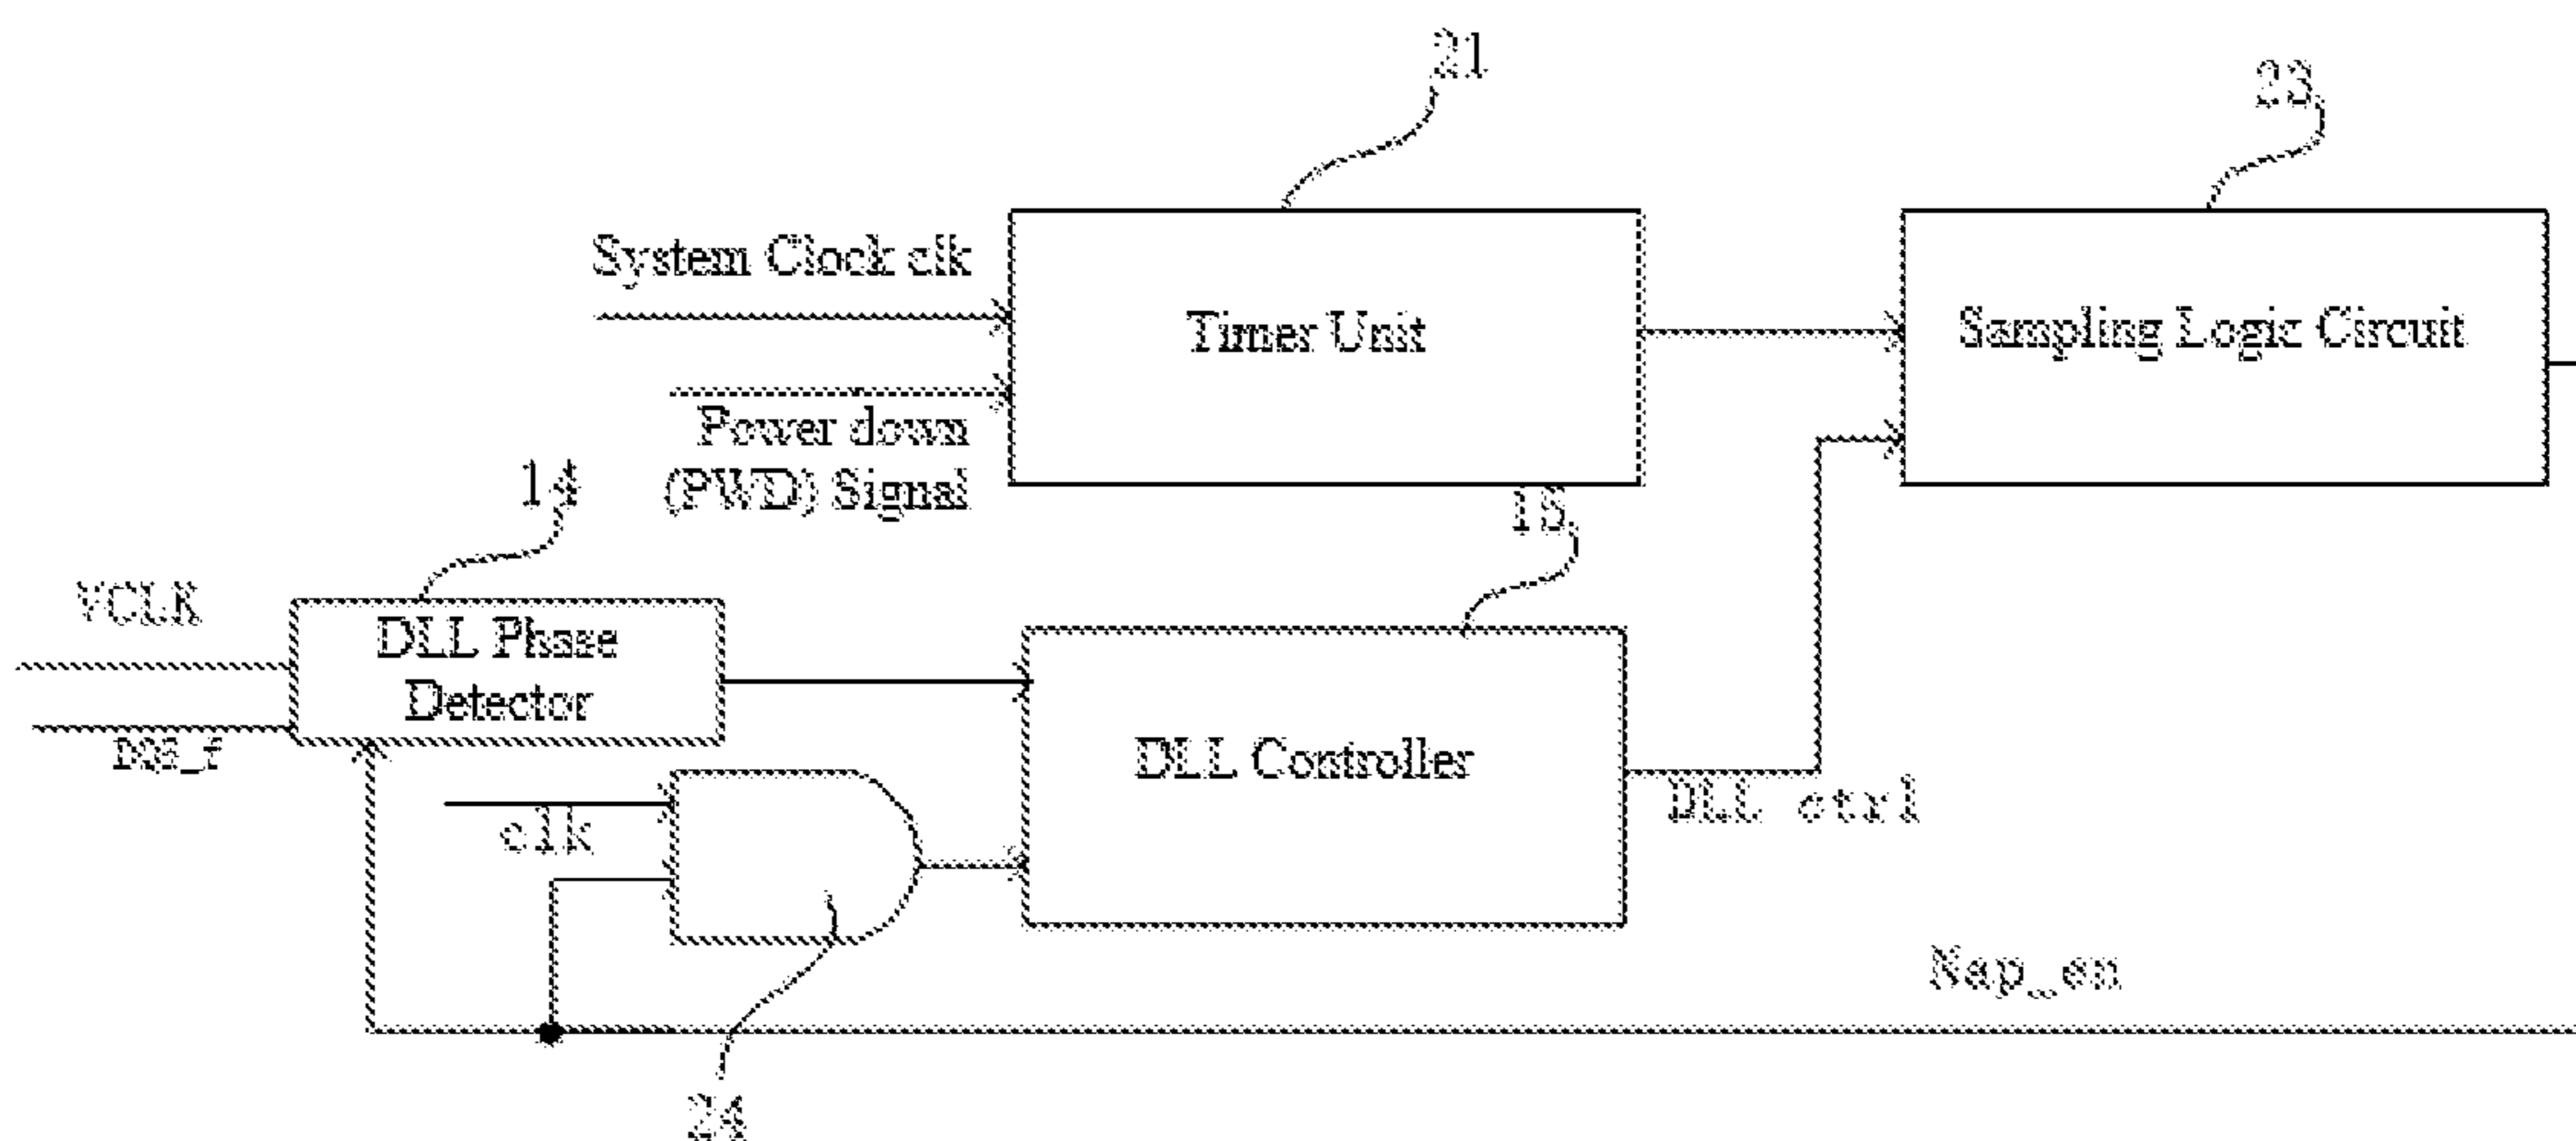 21
23
System Clock clk
Timer Unit
Sampling Logic Circuit
Power down
(PWD) Signal
14
VCLK
DLL Phase
Detector
DLL Controller
DLL ctrl
clk
Nap_en
24